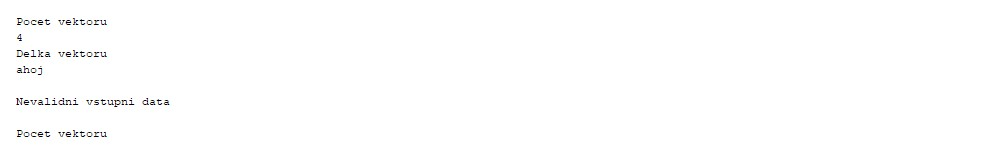 Pocet vektoru
4
Delka vektoru
ahoj
Nevalidni vstupni data
Pocet vektoru